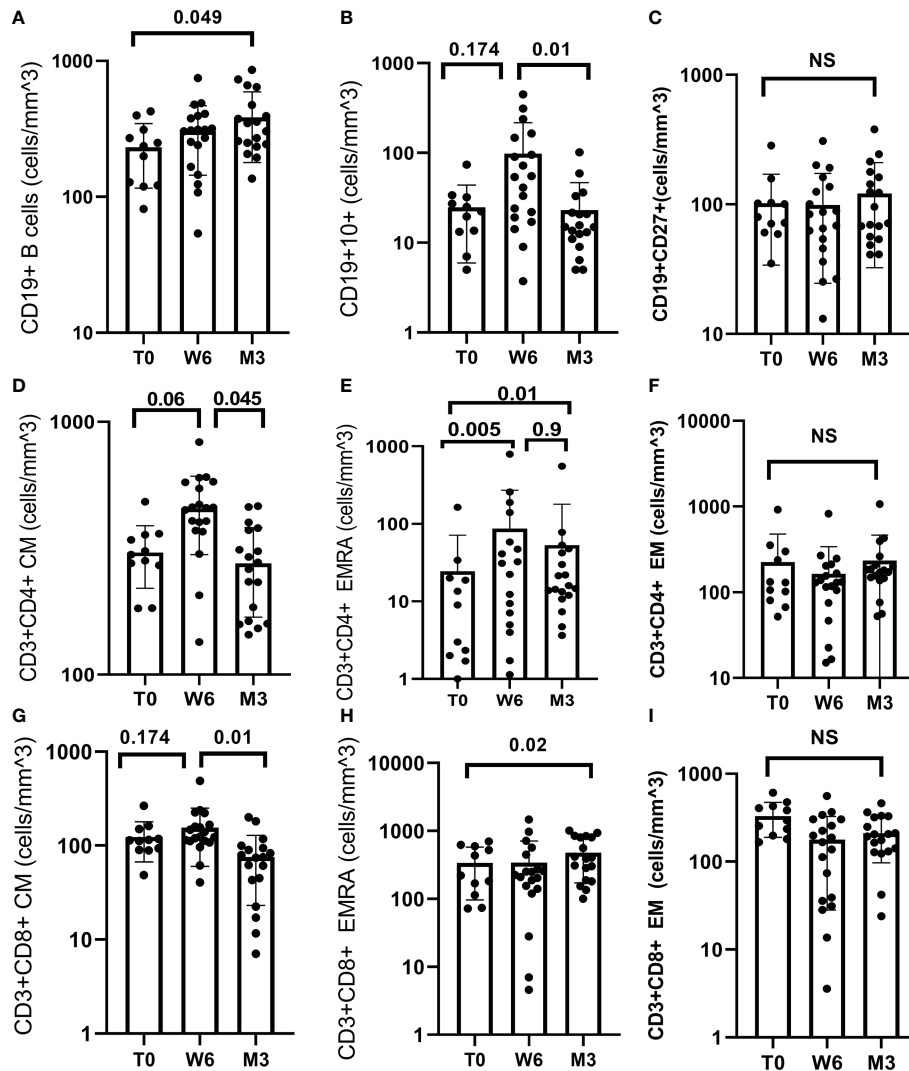 A
0.049
CD19+ B cells (cells/mm^3)
1000
100
10
T0 W6 M3
B
0.174 0.01
CD19+10+ (cells/mm^3)
1000
100
10
1
T0 W6 M3
C
NS
CD19+CD27+(cells/mm^3)
1000
100
10
T0 W6 M3
D
0.06 0.045
CD3+CD4+ CM (cells/mm^3)
1000
100
T0 W6 M3
E
0.01
0.005 0.9
CD3+CD4+ EMRA (cells/mm^3)
1000
100
10
1
T0 W6 M3
F
NS
CD3+CD4+ EM (cells/mm^3)
10000
1000
100
10
T0 W6 M3
G
0.174 0.01
CD3+CD8+ CM (cells/mm^3)
1000
100
10
1
T0 W6 M3
H
0.02
CD3+CD8+ EMRA (cells/mm^3)
10000
1000
100
10
1
T0 W6 M3
I
NS
CD3+CD8+ EM (cells/mm^3)
1000
100
10
1
T0 W6 M3